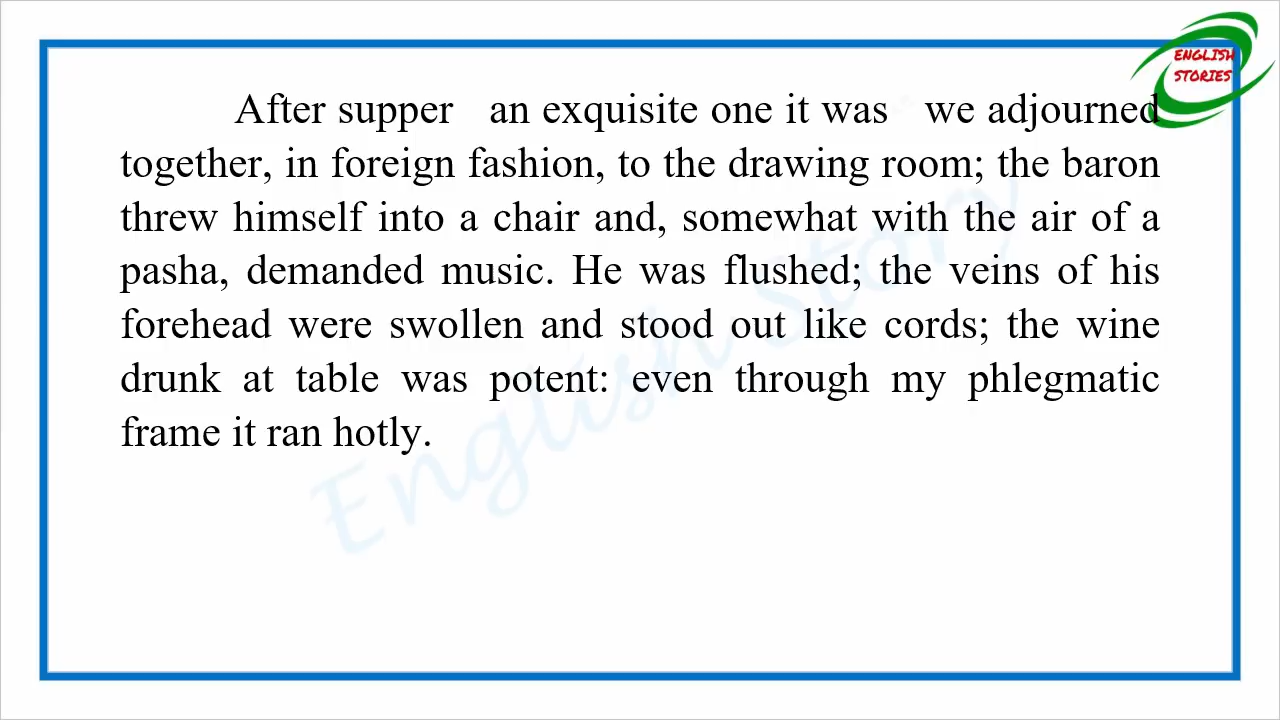 ENGLISH
STORIES
After supper an exquisite one it was we adjourned
together, in foreign fashion, to the drawing room; the baron
threw himself into a chair and, somewhat with the air of a
pasha, demanded music. He was flushed; the veins of his
forehead were swollen and stood out like cords; the wine
drunk at table was potent: even through my phlegmatic
frame it ran hotly.
English Story